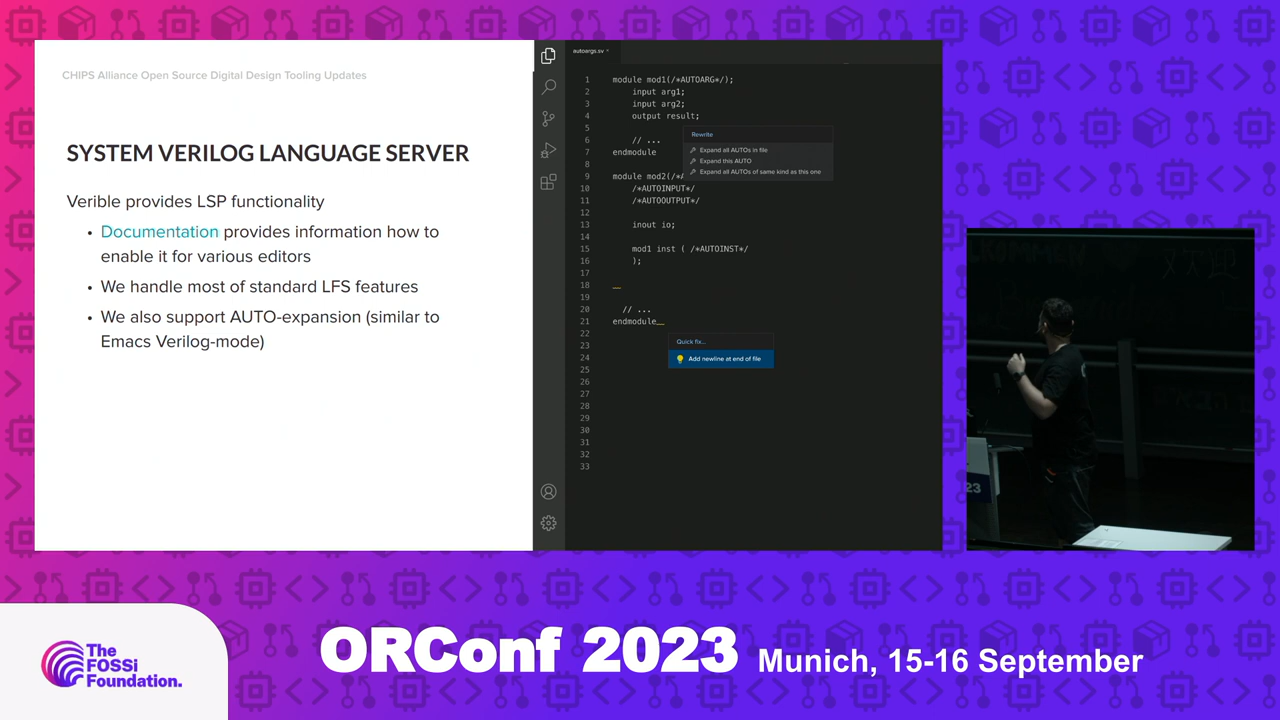 CHIPS Alliance Open Source Digital Design Tooling Updates
SYSTEM VERILOG LANGUAGE SERVER
Verible provides LSP functionality
• Documentation provides information how to
enable it for various editors
• We handle most of standard LFS features
• We also support AUTO-expansion (similar to
Emacs Verilog-mode)
autoargs.sv
1 module mod1(/*AUTOARG*/);
2 input arg1;
3 input arg2;
4 output result;
5
6 // ...
7 endmodule
8
9 module mod2(/*A
10 /*AUTOINPUT*/
11 /*AUTOOUTPUT*/
12
13 inout io;
14
15 mod1 inst ( /*AUTOINST*/
16 );
17
18
19
20 // ...
21 endmodule
22
23
24
25
26
27
28
29
30
31
32
33
Rewrite
Expand all AUTOs in file
Expand this AUTO
Expand all AUTOs of same kind as this one
Quick fix...
Add newline at end of file
23
The
FOSSi
Foundation.
ORConf 2023 Munich, 15-16 September